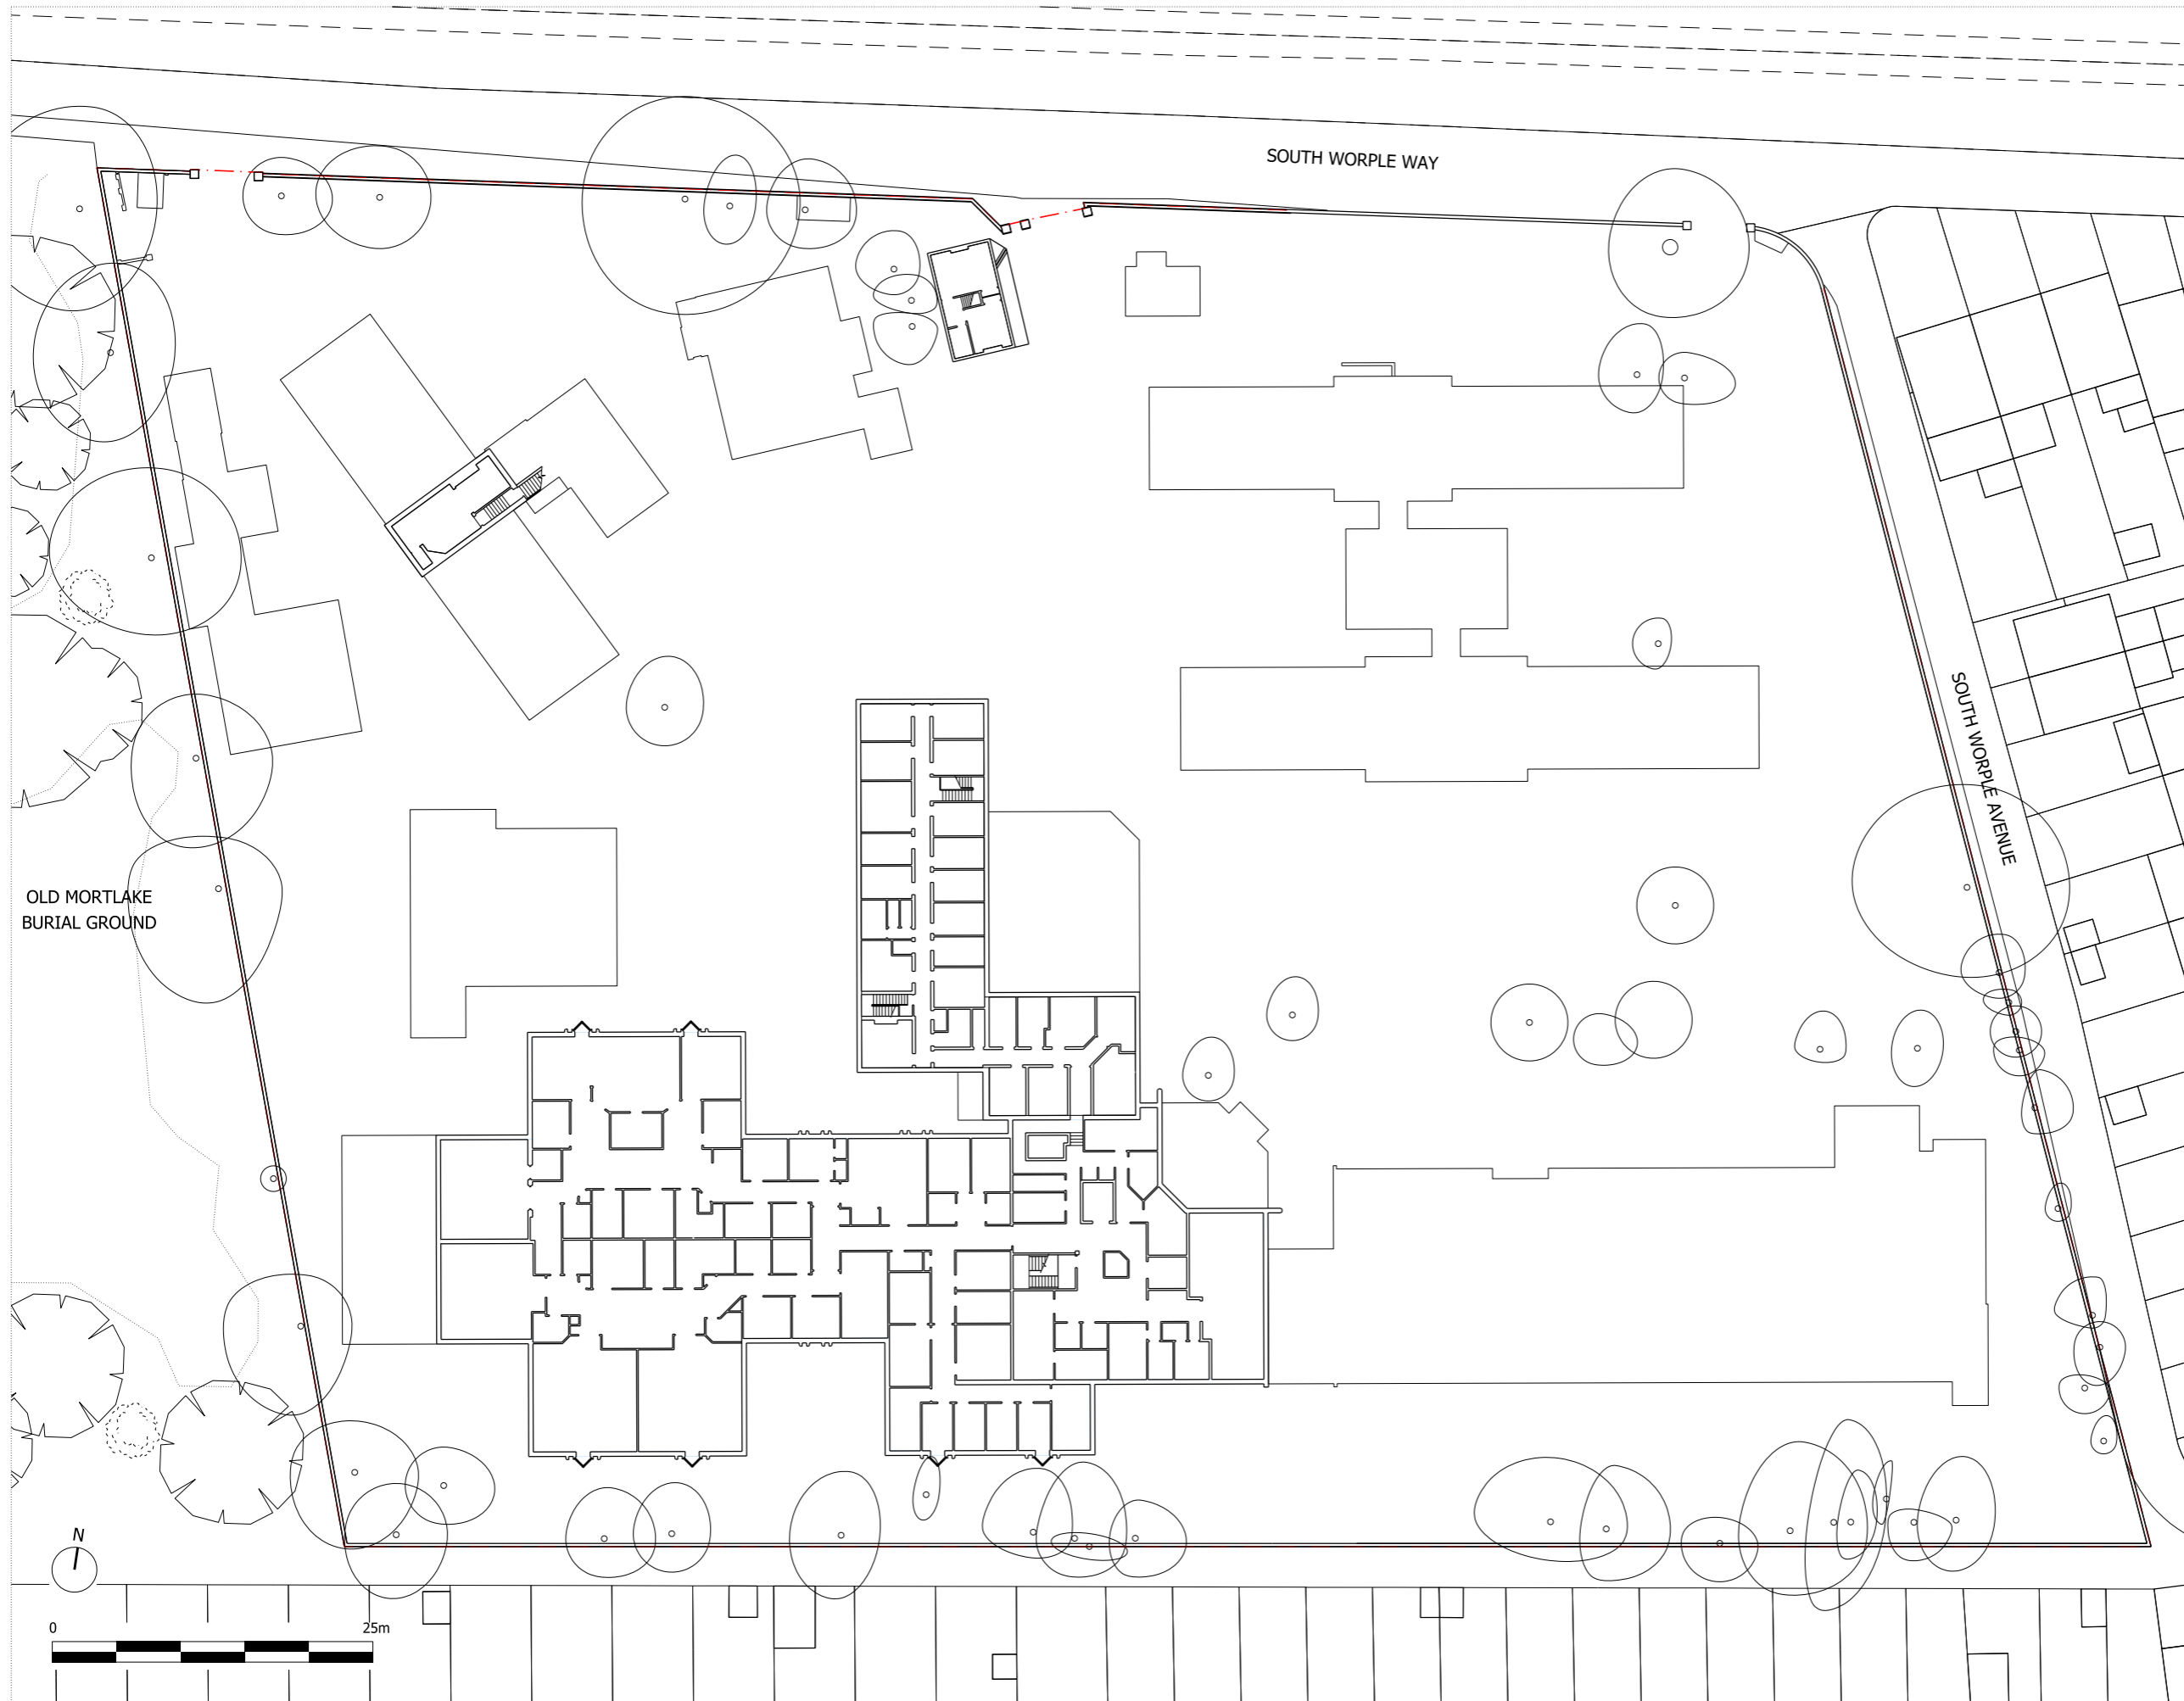 SOUTH WORPLE WAY
SOUTH WORPLE AVENUE
OLD MORTLAKE
BURIAL GROUND
N
0
25m